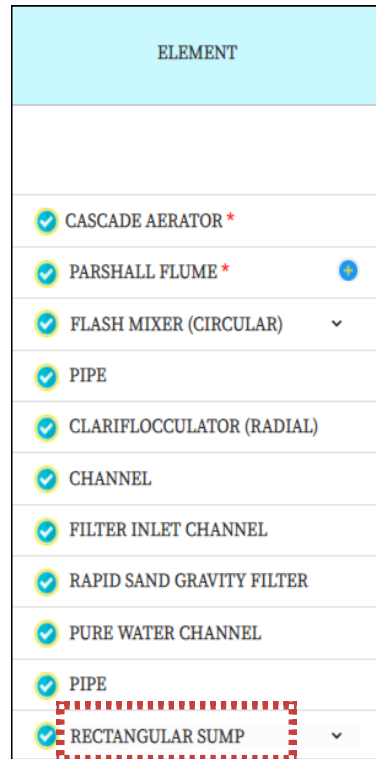 ELEMENT
CASCADE AERATOR *
PARSHALL FLUME *
FLASH MIXER (CIRCULAR)
PIPE
CLARIFLOCCULATOR (RADIAL)
CHANNEL
FILTER INLET CHANNEL
RAPID SAND GRAVITY FILTER
PURE WATER CHANNEL
PIPE
RECTANGULAR SUMP